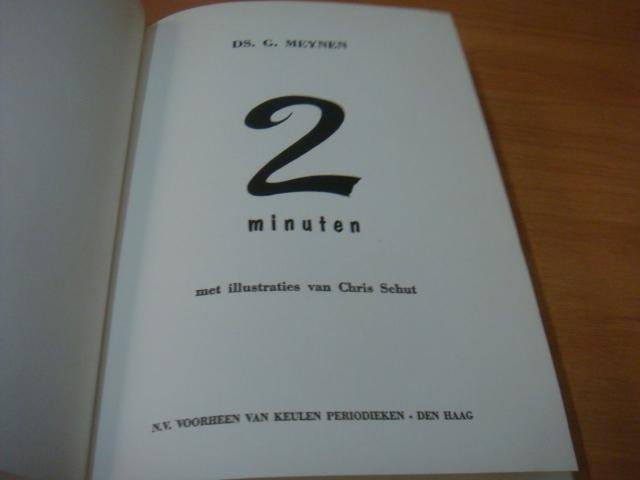 DS. G. MEYNEN
2
minuten
met illustraties van Chris Schut
N.V. VOORHEEN VAN KEULEN PERIODIEKEN - DEN HAAG